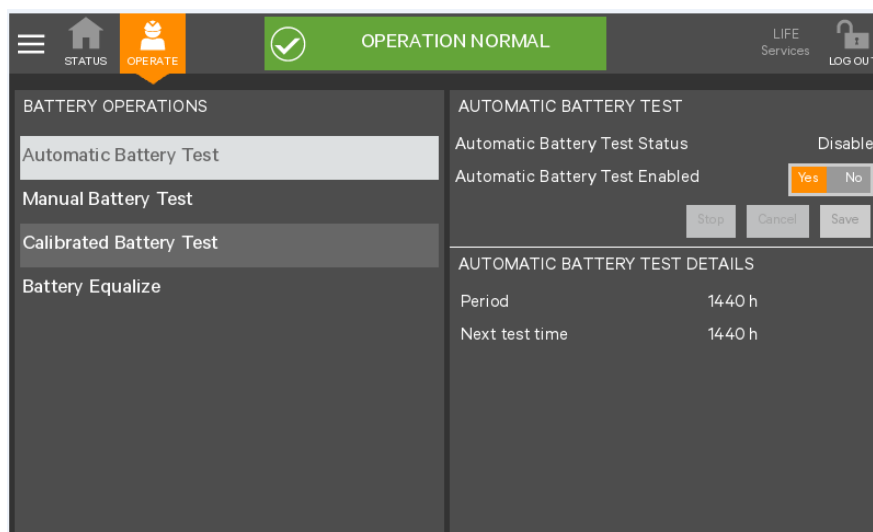 STATUS
OPERATE
OPERATION NORMAL
LIFE
Services
LOG OUT
BATTERY OPERATIONS
Automatic Battery Test
Manual Battery Test
Calibrated Battery Test
Battery Equalize
AUTOMATIC BATTERY TEST
Automatic Battery Test Status Disable
Automatic Battery Test Enabled Yes No
Stop Cancel Save
AUTOMATIC BATTERY TEST DETAILS
Period 1440 h
Next test time 1440 h